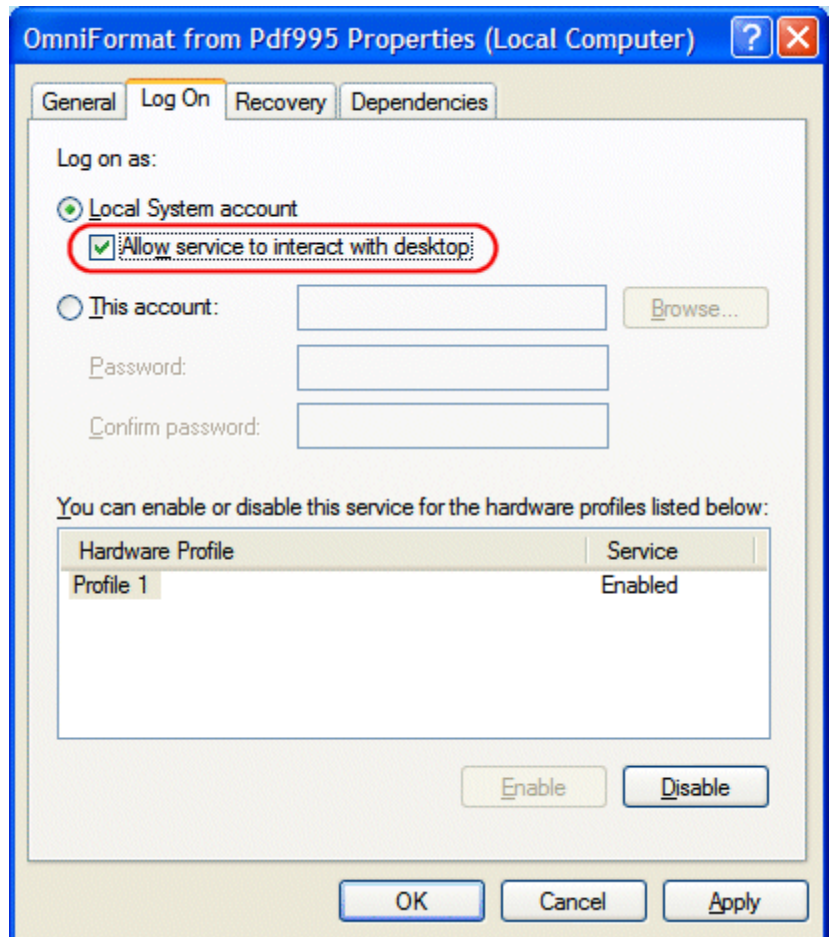 OmniFormat from Pdf995 Properties (Local Computer)
General Log On Recovery Dependencies
Log on as:
Local System account
Allow service to interact with desktop
This account: Browse...
Password:
Confirm password:
You can enable or disable this service for the hardware profiles listed below:
Hardware Profile Service
Profile 1 Enabled
Enable Disable
OK Cancel Apply